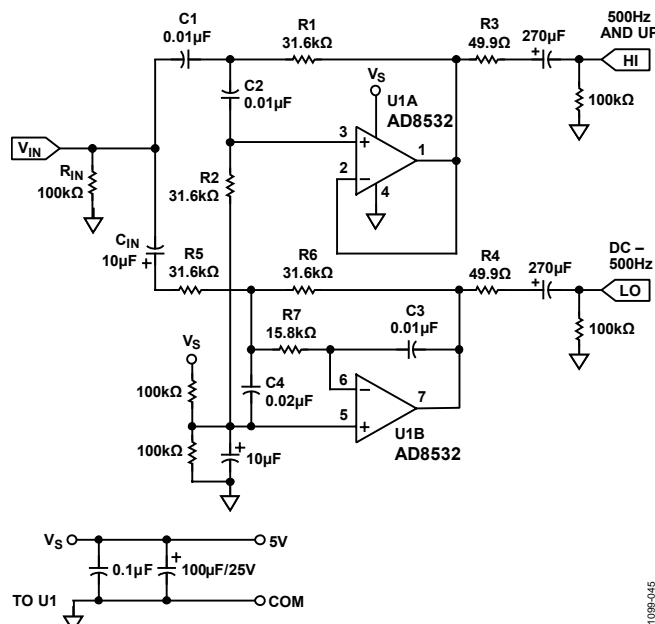 C1
0.01µF
R1
31.6kΩ
R3
49.9Ω
270µF
+
500Hz
AND UP
HI
100kΩ
C2
0.01µF
VS
U1A
AD8532
3
+
1
2
−
4
VIN
RIN
100kΩ
R2
31.6kΩ
CIN
10µF
+
R5
31.6kΩ
R6
31.6kΩ
R4
49.9Ω
270µF
+
DC –
500Hz
LO
100kΩ
R7
15.8kΩ
C3
0.01µF
VS
100kΩ
C4
0.02µF
6
−
7
5
+
U1B
AD8532
100kΩ
+
10µF
VS
5V
0.1µF
+
100µF/25V
TO U1
COM
1099-045